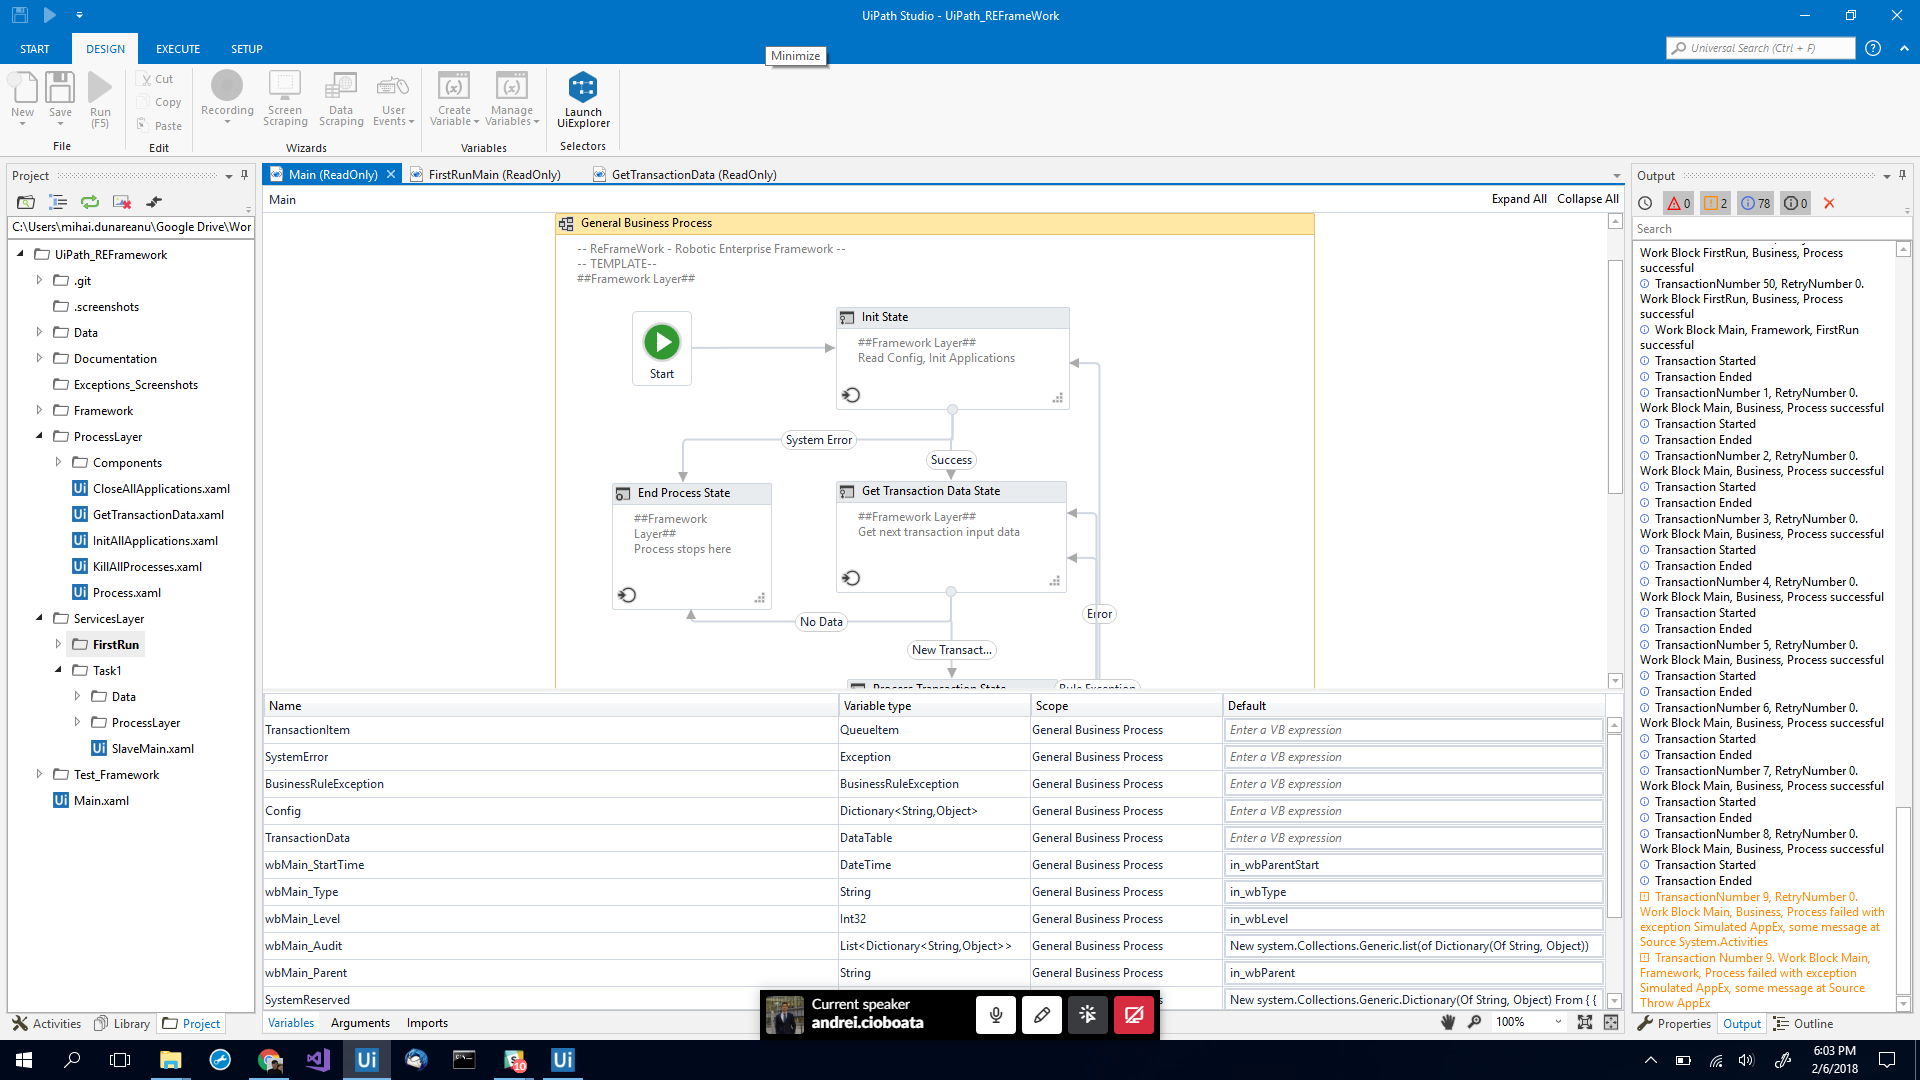 UiPath Studio - UiPath_REFrameWork
START
DESIGN
EXECUTE
SETUP
Minimize
Universal Search (Ctrl + F)
New
Save
Run
(F5)
File
Cut
Copy
Paste
Edit
Recording
Screen
Scraping
Data
Scraping
User
Events
Wizards
Create
Variable
Manage
Variables
Variables
Launch
UiExplorer
Selectors
Project
C:\Users\mihai.dunareanu\Google Drive\Wor
UiPath_REFramework
.git
.screenshots
Data
Documentation
Exceptions_Screenshots
Framework
ProcessLayer
Components
CloseAllApplications.xaml
GetTransactionData.xaml
InitAllApplications.xaml
KillAllProcesses.xaml
Process.xaml
ServicesLayer
FirstRun
Task1
Data
ProcessLayer
SlaveMain.xaml
Test_Framework
Main.xaml
Activities
Library
Project
Main (ReadOnly)
FirstRunMain (ReadOnly)
GetTransactionData (ReadOnly)
Main
Expand All
Collapse All
General Business Process
-- ReFrameWork - Robotic Enterprise Framework --
-- TEMPLATE--
##Framework Layer##
Start
Init State
##Framework Layer##
Read Config, Init Applications
System Error
Success
End Process State
##Framework
Layer##
Process stops here
Get Transaction Data State
##Framework Layer##
Get next transaction input data
No Data
Error
New Transact...
Process Transaction State
Rule Exception
Name Variable type Scope Default
TransactionItem QueueItem General Business Process Enter a VB expression
SystemError Exception General Business Process Enter a VB expression
BusinessRuleException BusinessRuleException General Business Process Enter a VB expression
Config Dictionary<String,Object> General Business Process Enter a VB expression
TransactionData DataTable General Business Process Enter a VB expression
wbMain_StartTime DateTime General Business Process in_wbParentStart
wbMain_Type String General Business Process in_wbType
wbMain_Level Int32 General Business Process in_wbLevel
wbMain_Audit List<Dictionary<String,Object>> General Business Process New system.Collections.Generic.list(of Dictionary(Of String, Object))
wbMain_Parent String General Business Process in_wbParent
SystemReserved New system.Collections.Generic.Dictionary(Of String, Object) From { {
Variables
Arguments
Imports
100%
Current speaker
andrei.cioboata
Output
0
2
78
0
Search
Work Block FirstRun, Business, Process
successful
TransactionNumber 50, RetryNumber 0.
Work Block FirstRun, Business, Process
successful
Work Block Main, Framework, FirstRun
successful
Transaction Started
Transaction Ended
TransactionNumber 1, RetryNumber 0.
Work Block Main, Business, Process successful
Transaction Started
Transaction Ended
TransactionNumber 2, RetryNumber 0.
Work Block Main, Business, Process successful
Transaction Started
Transaction Ended
TransactionNumber 3, RetryNumber 0.
Work Block Main, Business, Process successful
Transaction Started
Transaction Ended
TransactionNumber 4, RetryNumber 0.
Work Block Main, Business, Process successful
Transaction Started
Transaction Ended
TransactionNumber 5, RetryNumber 0.
Work Block Main, Business, Process successful
Transaction Started
Transaction Ended
TransactionNumber 6, RetryNumber 0.
Work Block Main, Business, Process successful
Transaction Started
Transaction Ended
TransactionNumber 7, RetryNumber 0.
Work Block Main, Business, Process successful
Transaction Started
Transaction Ended
TransactionNumber 8, RetryNumber 0.
Work Block Main, Business, Process successful
Transaction Started
Transaction Ended
TransactionNumber 9, RetryNumber 0.
Work Block Main, Business, Process failed with
exception Simulated AppEx, some message at
Source System.Activities
Transaction Number 9. Work Block Main,
Framework, Process failed with exception
Simulated AppEx, some message at Source
Throw AppEx
Properties
Output
Outline
Ui
10
Ui
6:03 PM
2/6/2018